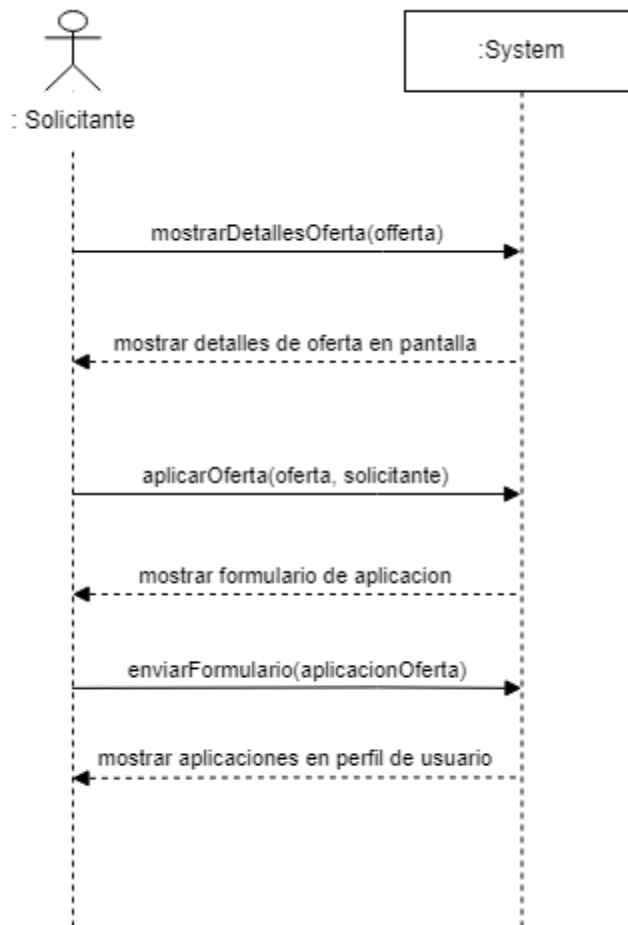 :System
: Solicitante
mostrarDetallesOferta(offerta)
mostrar detalles de oferta en pantalla
aplicarOferta(oferta, solicitante)
mostrar formulario de aplicacion
enviarFormulario(aplicacionOferta)
mostrar aplicaciones en perfil de usuario